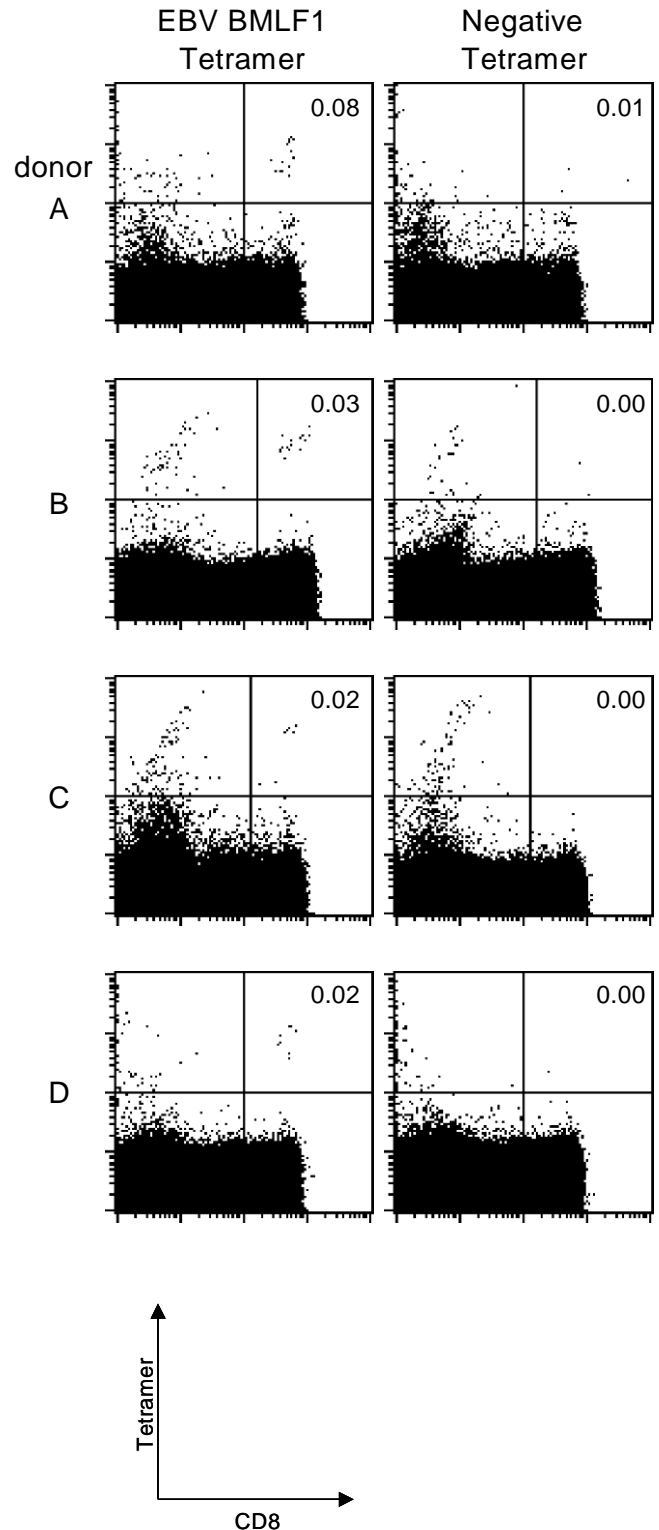 EBV BMLF1
Tetramer
Negative
Tetramer
donor
A
0.08
0.01
B
0.03
0.00
C
0.02
0.00
D
0.02
0.00
Tetramer
CD8